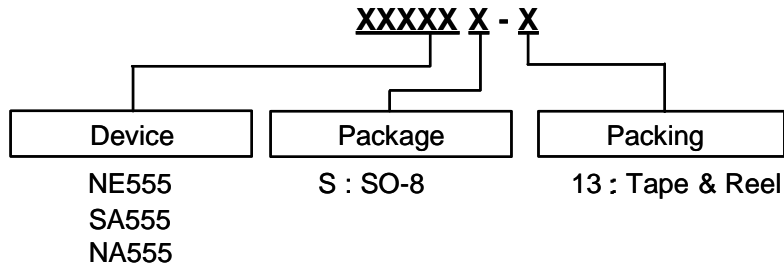 XXXXX X - X
Device Package Packing
NE555 S : SO-8 13 : Tape & Reel
SA555
NA555